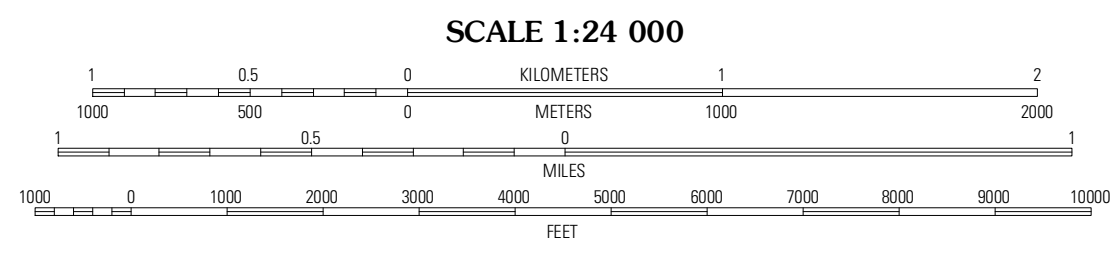 SCALE 1:24 000
1 0.5 0 KILOMETERS 1 2
1000 500 0 METERS 1000 2000
1 0.5 0 1
MILES
1000 0 1000 2000 3000 4000 5000 6000 7000 8000 9000 10000
FEET